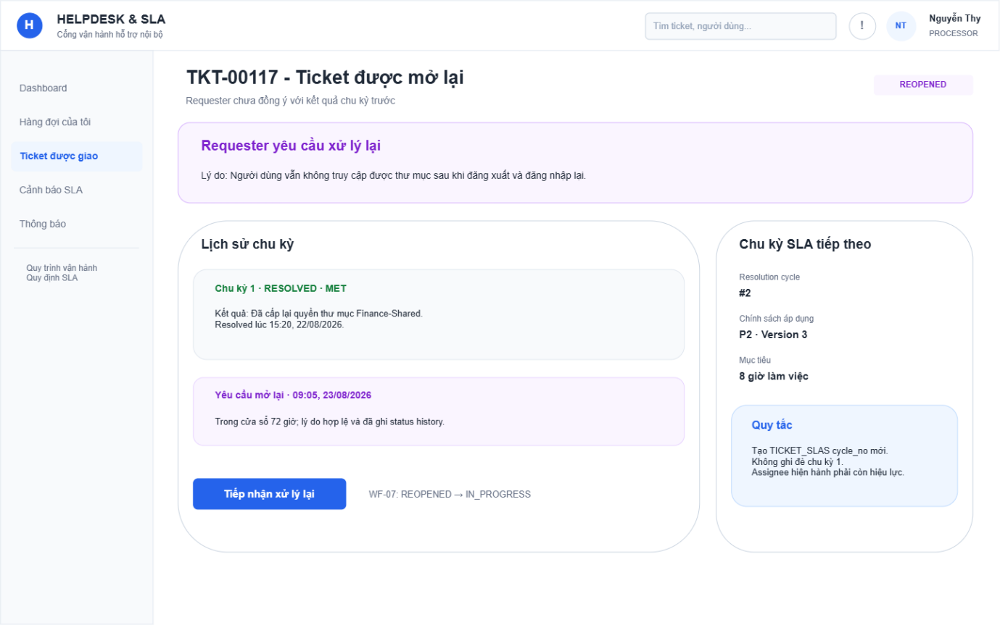 H
HELPDESK & SLA
Cổng vận hành hỗ trợ nội bộ
Tìm ticket, người dùng...
!
NT
Nguyễn Thy
PROCESSOR
Dashboard
Hàng đợi của tôi
Ticket được giao
Cảnh báo SLA
Thông báo
Quy trình vận hành
Quy định SLA
TKT-00117 - Ticket được mở lại
Requester chưa đồng ý với kết quả chu kỳ trước
REOPENED
Requester yêu cầu xử lý lại
Lý do: Người dùng vẫn không truy cập được thư mục sau khi đăng xuất và đăng nhập lại.
Lịch sử chu kỳ
Chu kỳ 1 · RESOLVED · MET
Kết quả: Đã cấp lại quyền thư mục Finance-Shared.
Resolved lúc 15:20, 22/08/2026.
Yêu cầu mở lại · 09:05, 23/08/2026
Trong cửa sổ 72 giờ; lý do hợp lệ và đã ghi status history.
Tiếp nhận xử lý lại
WF-07: REOPENED → IN_PROGRESS
Chu kỳ SLA tiếp theo
Resolution cycle
#2
Chính sách áp dụng
P2 · Version 3
Mục tiêu
8 giờ làm việc
Quy tắc
Tạo TICKET_SLAS cycle_no mới.
Không ghi đè chu kỳ 1.
Assignee hiện hành phải còn hiệu lực.